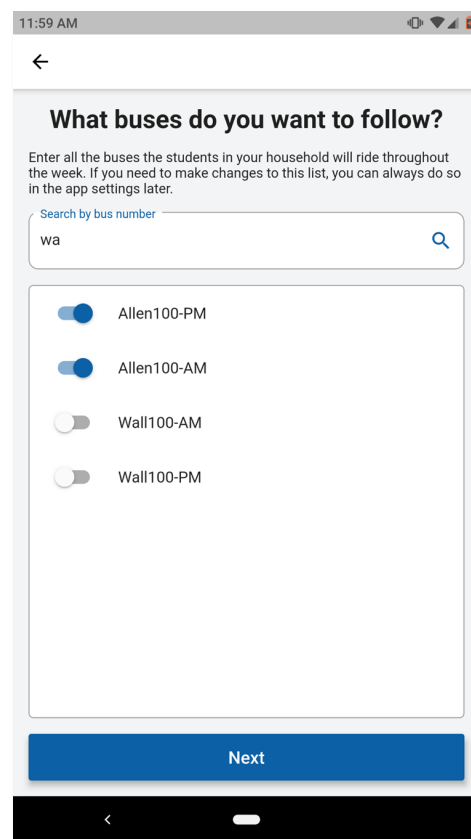 11:59 AM
What buses do you want to follow?
Enter all the buses the students in your household will ride throughout
the week. If you need to make changes to this list, you can always do so
in the app settings later.
Search by bus number
wa
Allen100-PM
Allen100-AM
Wall100-AM
Wall100-PM
Next